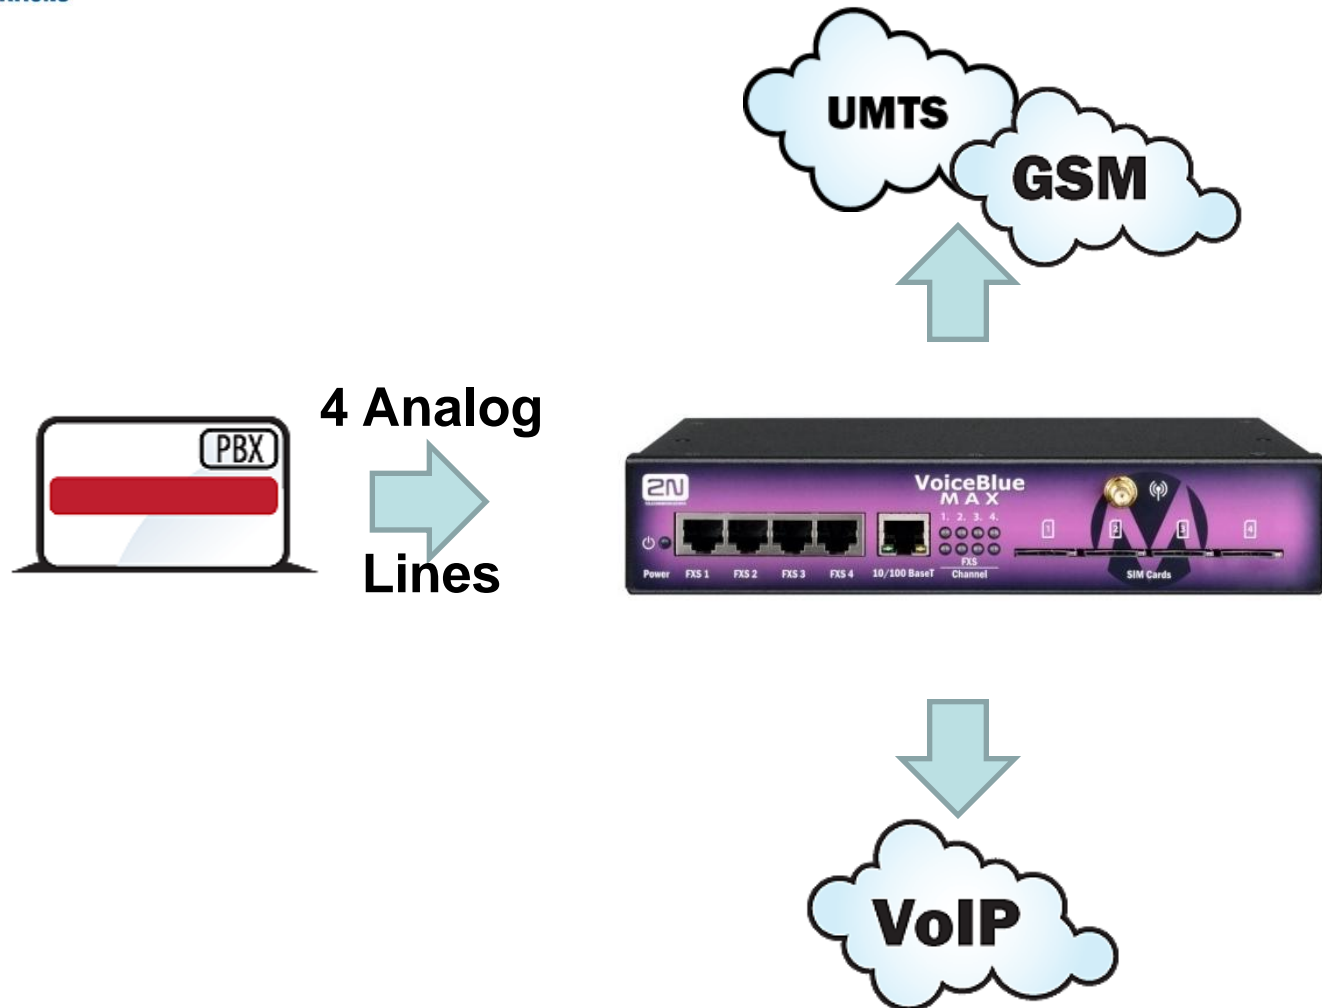 UMTS
GSM
4 Analog
Lines
PBX
2N
VoiceBlue
MAX
1. 2. 3. 4.
1
2
3
4
Power
FXS 1
FXS 2
FXS 3
FXS 4
10/100 BaseT
FXS
Channel
SIM Cards
VoIP